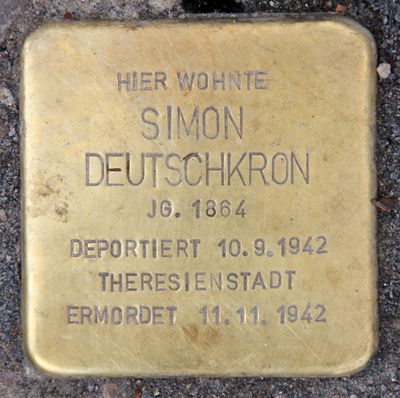 HIER WOHNTE
SIMON
DEUTSCHKRON
JG. 1864
DEPORTIERT 10.9.1942
THERESIENSTADT
ERMORDET 11.11.1942